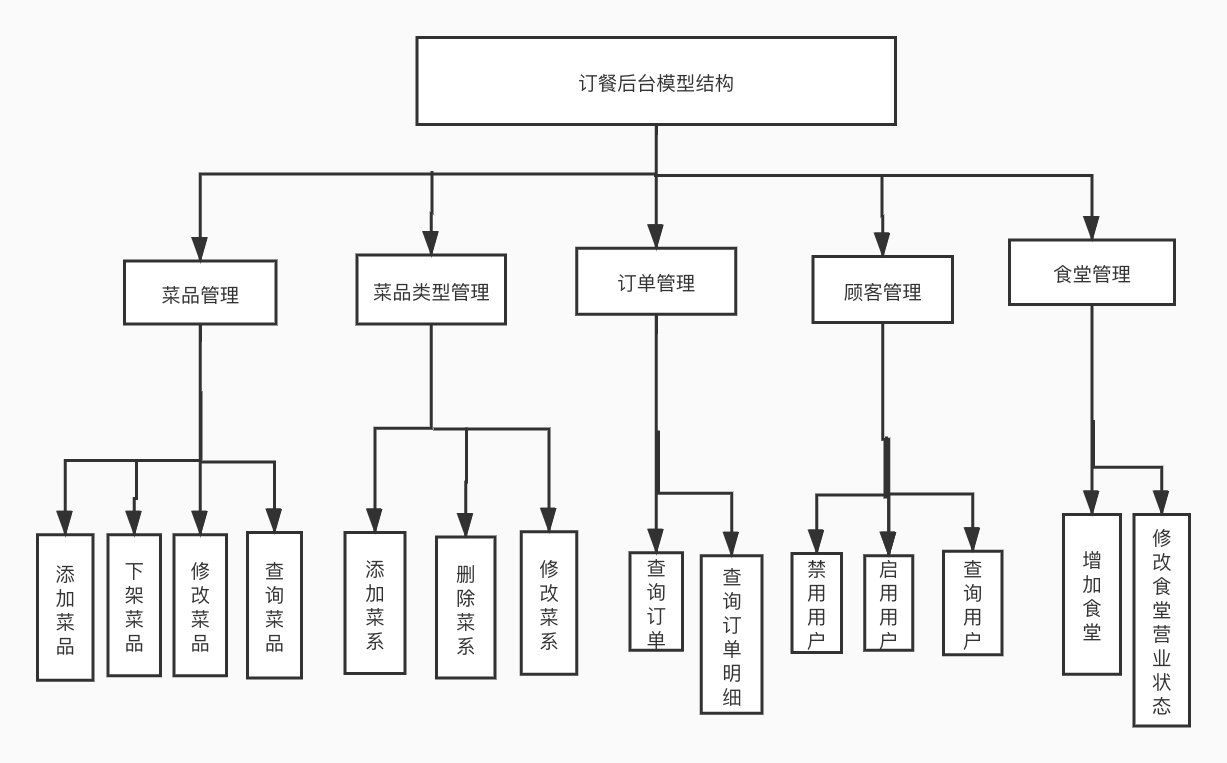 订餐后台模型结构
菜品管理
菜品类型管理
订单管理
顾客管理
食堂管理
添加菜品
下架菜品
修改菜品
查询菜品
添加菜系
删除菜系
修改菜系
查询订单
查询订单明细
禁用用户
启用用户
查询用户
增加食堂
修改食堂营业状态